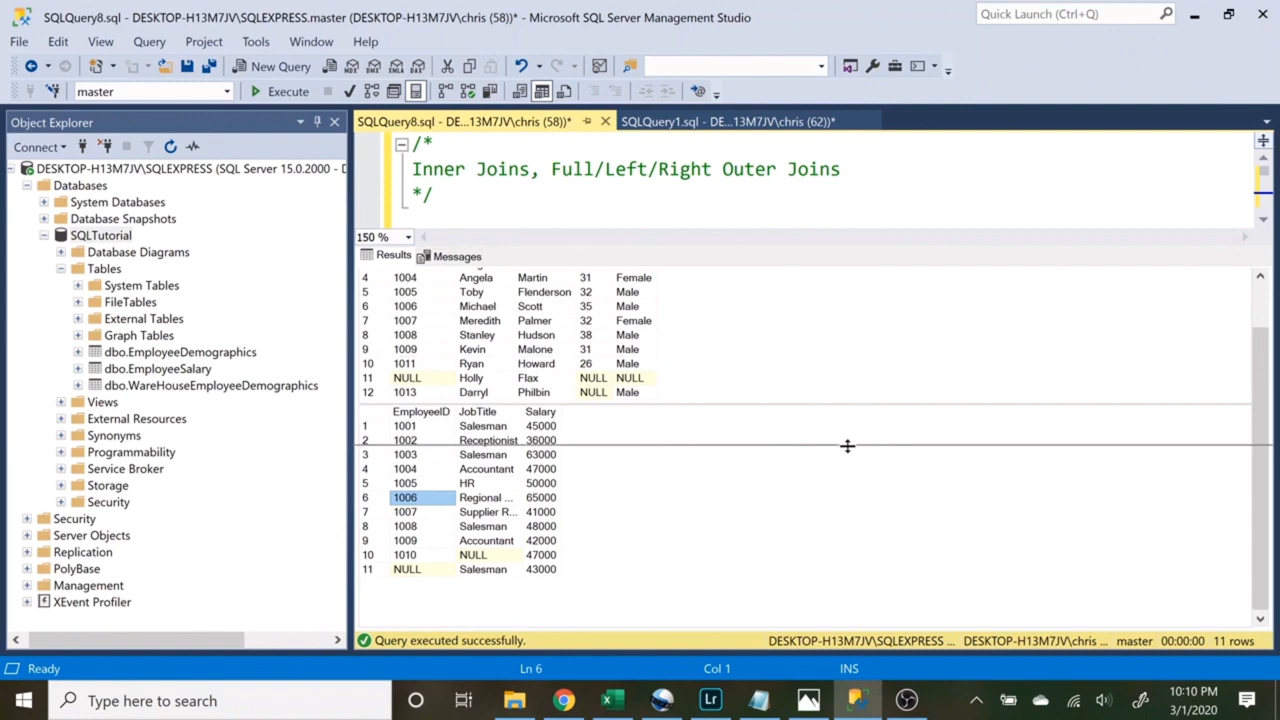 SQLQuery8.sql - DESKTOP-H13M7JV\SQLEXPRESS.master (DESKTOP-H13M7JV\chris (58))* - Microsoft SQL Server Management Studio
Quick Launch (Ctrl+Q)
File Edit View Query Project Tools Window Help
New Query
MDX DMX XMLA DAX
master
Execute
Object Explorer
SQLQuery8.sql - DE...13M7JV\chris (58))*
SQLQuery1.sql - DE...13M7JV\chris (62))*
Connect
DESKTOP-H13M7JV\SQLEXPRESS (SQL Server 15.0.2000 - D
Databases
System Databases
Database Snapshots
SQLTutorial
Database Diagrams
Tables
System Tables
FileTables
External Tables
Graph Tables
dbo.EmployeeDemographics
dbo.EmployeeSalary
dbo.WareHouseEmployeeDemographics
Views
External Resources
Synonyms
Programmability
Service Broker
Storage
Security
Security
Server Objects
Replication
PolyBase
Management
XEvent Profiler
/*
Inner Joins, Full/Left/Right Outer Joins
*/
150 %
Results Messages
4 1004 Angela Martin 31 Female
5 1005 Toby Flenderson 32 Male
6 1006 Michael Scott 35 Male
7 1007 Meredith Palmer 32 Female
8 1008 Stanley Hudson 38 Male
9 1009 Kevin Malone 31 Male
10 1011 Ryan Howard 26 Male
11 NULL Holly Flax NULL NULL
12 1013 Darryl Philbin NULL Male
EmployeeID JobTitle Salary
1 1001 Salesman 45000
2 1002 Receptionist 36000
3 1003 Salesman 63000
4 1004 Accountant 47000
5 1005 HR 50000
6 1006 Regional ... 65000
7 1007 Supplier R... 41000
8 1008 Salesman 48000
9 1009 Accountant 42000
10 1010 NULL 47000
11 NULL Salesman 43000
Query executed successfully.
DESKTOP-H13M7JV\SQLEXPRESS ... DESKTOP-H13M7JV\chris ... master 00:00:00 11 rows
Ready Ln 6 Col 1 INS
Type here to search
Lr
10:10 PM
3/1/2020